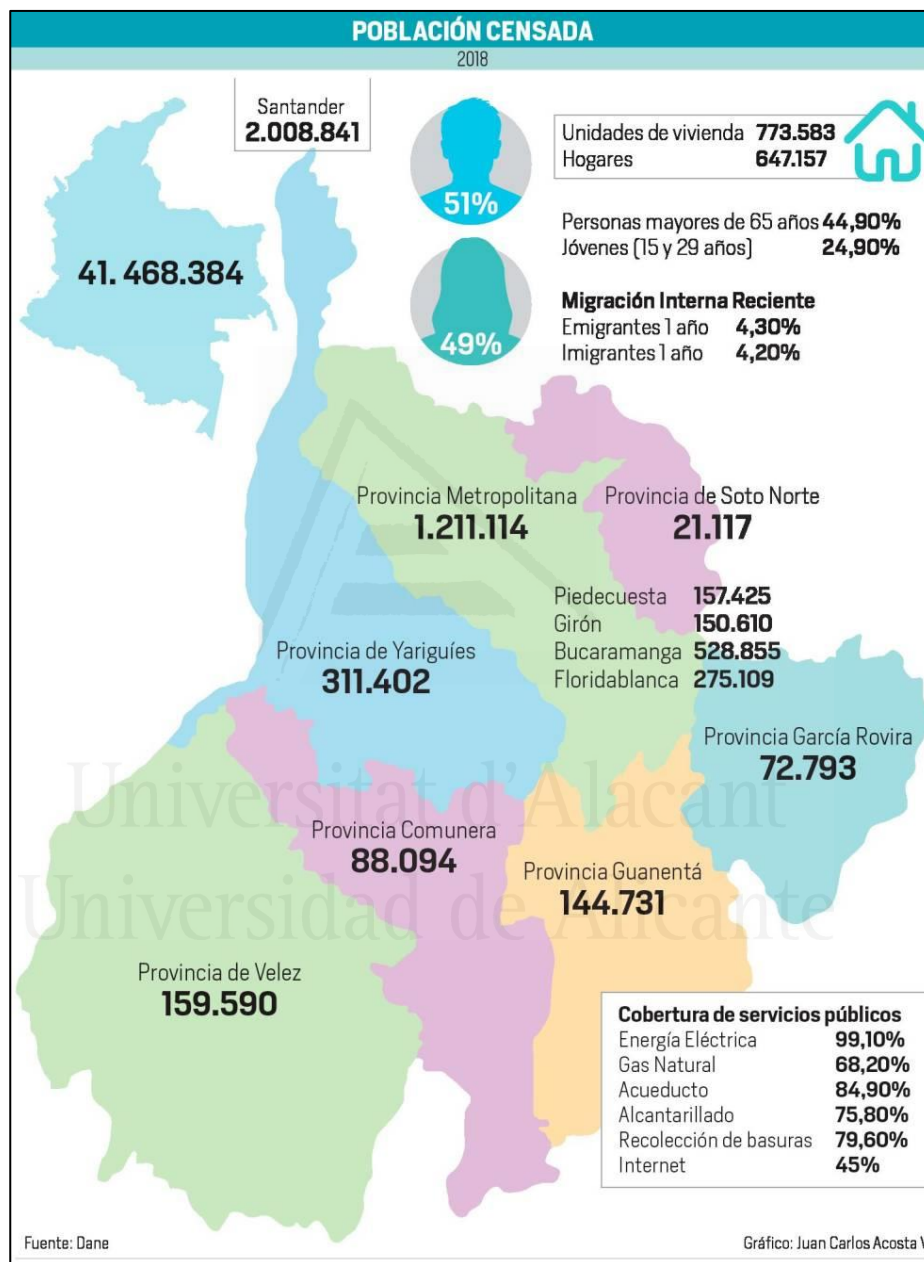 POBLACIÓN CENSADA
2018
Santander
2.008.841
41. 468.384
51%
49%
Unidades de vivienda 773.583
Hogares 647.157
Personas mayores de 65 años 44,90%
Jóvenes (15 y 29 años) 24,90%
Migración Interna Reciente
Emigrantes 1 año 4,30%
Imigrantes 1 año 4,20%
Provincia Metropolitana
1.211.114
Provincia de Soto Norte
21.117
Piedecuesta 157.425
Girón 150.610
Bucaramanga 528.855
Floridablanca 275.109
Provincia de Yariguíes
311.402
Provincia García Rovira
72.793
Provincia Comunera
88.094
Provincia Guanentá
144.731
Provincia de Velez
159.590
Universitat d'Alacant
Universidad de Alicante
Cobertura de servicios públicos
Energía Eléctrica 99,10%
Gas Natural 68,20%
Acueducto 84,90%
Alcantarillado 75,80%
Recolección de basuras 79,60%
Internet 45%
Fuente: Dane
Gráfico: Juan Carlos Acosta V